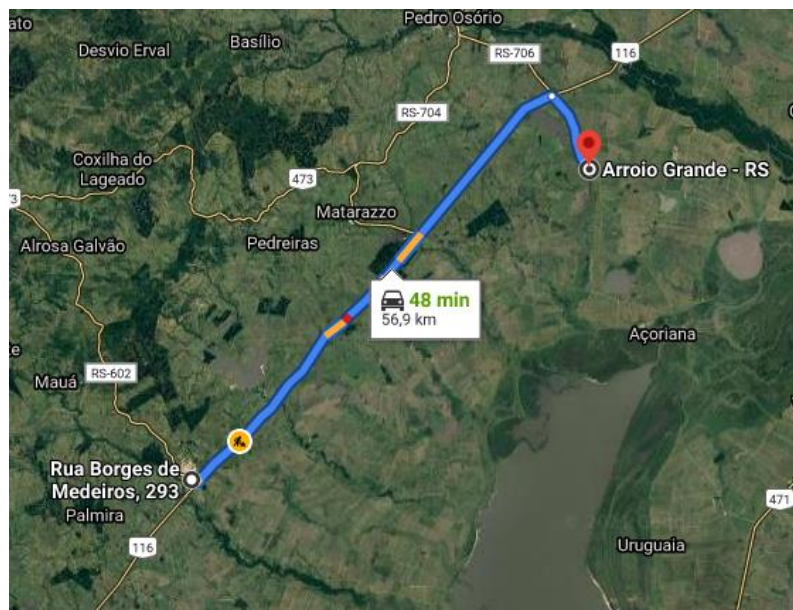 ato
Pedro Osório
Desvio Erval
Basílio
RS-706
116
RS-704
Coxilha do
Lageado
473
73
Arroio Grande - RS
Matarazzo
Alrosa Galvão
Pedreiras
48 min
56,9 km
Açoriana
RS-602
Mauá
Rua Borges de
Medeiros, 293
471
Palmira
116
Uruguaia